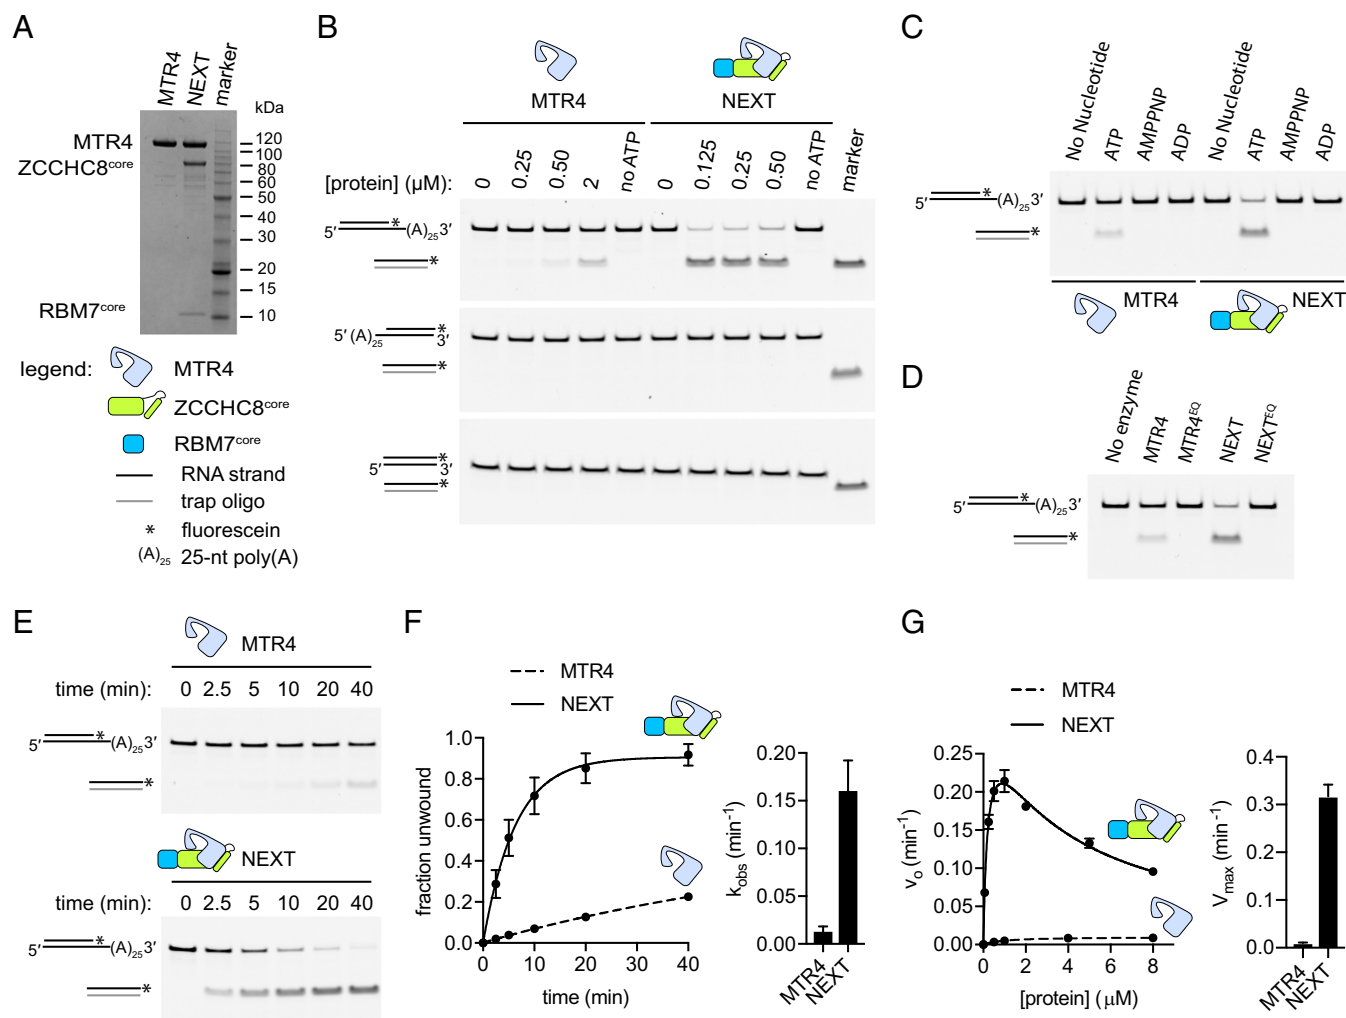 A
MTR4
NEXT
marker
kDa
MTR4
ZCCHC8core
RBM7core
120
100
80
60
50
40
30
20
15
10
legend:
MTR4
ZCCHC8core
RBM7core
RNA strand
trap oligo
* fluorescein
(A)25 25-nt poly(A)
B
MTR4 NEXT
[protein] (μM): 0 0.25 0.50 2 no ATP 0 0.125 0.25 0.50 no ATP marker
5′ * (A)25 3′
*
5′ (A)25 * 3′
*
5′ * 3′
*
C
No Nucleotide ATP AMPPNP ADP No Nucleotide ATP AMPPNP ADP
5′ * (A)25 3′
*
MTR4 NEXT
D
No enzyme MTR4 MTR4EQ NEXT NEXTEQ
5′ * (A)25 3′
*
E
MTR4
time (min): 0 2.5 5 10 20 40
5′ * (A)25 3′
*
NEXT
time (min): 0 2.5 5 10 20 40
5′ * (A)25 3′
*
F
MTR4
NEXT
fraction unwound
1.0
0.8
0.6
0.4
0.2
0.0
0 10 20 30 40
time (min)
kobs (min−1)
0.20
0.15
0.10
0.05
0.00
MTR4
NEXT
G
MTR4
NEXT
vo (min−1)
0.25
0.20
0.15
0.10
0.05
0.00
0 2 4 6 8
[protein] (μM)
Vmax (min−1)
0.4
0.3
0.2
0.1
0.0
MTR4
NEXT